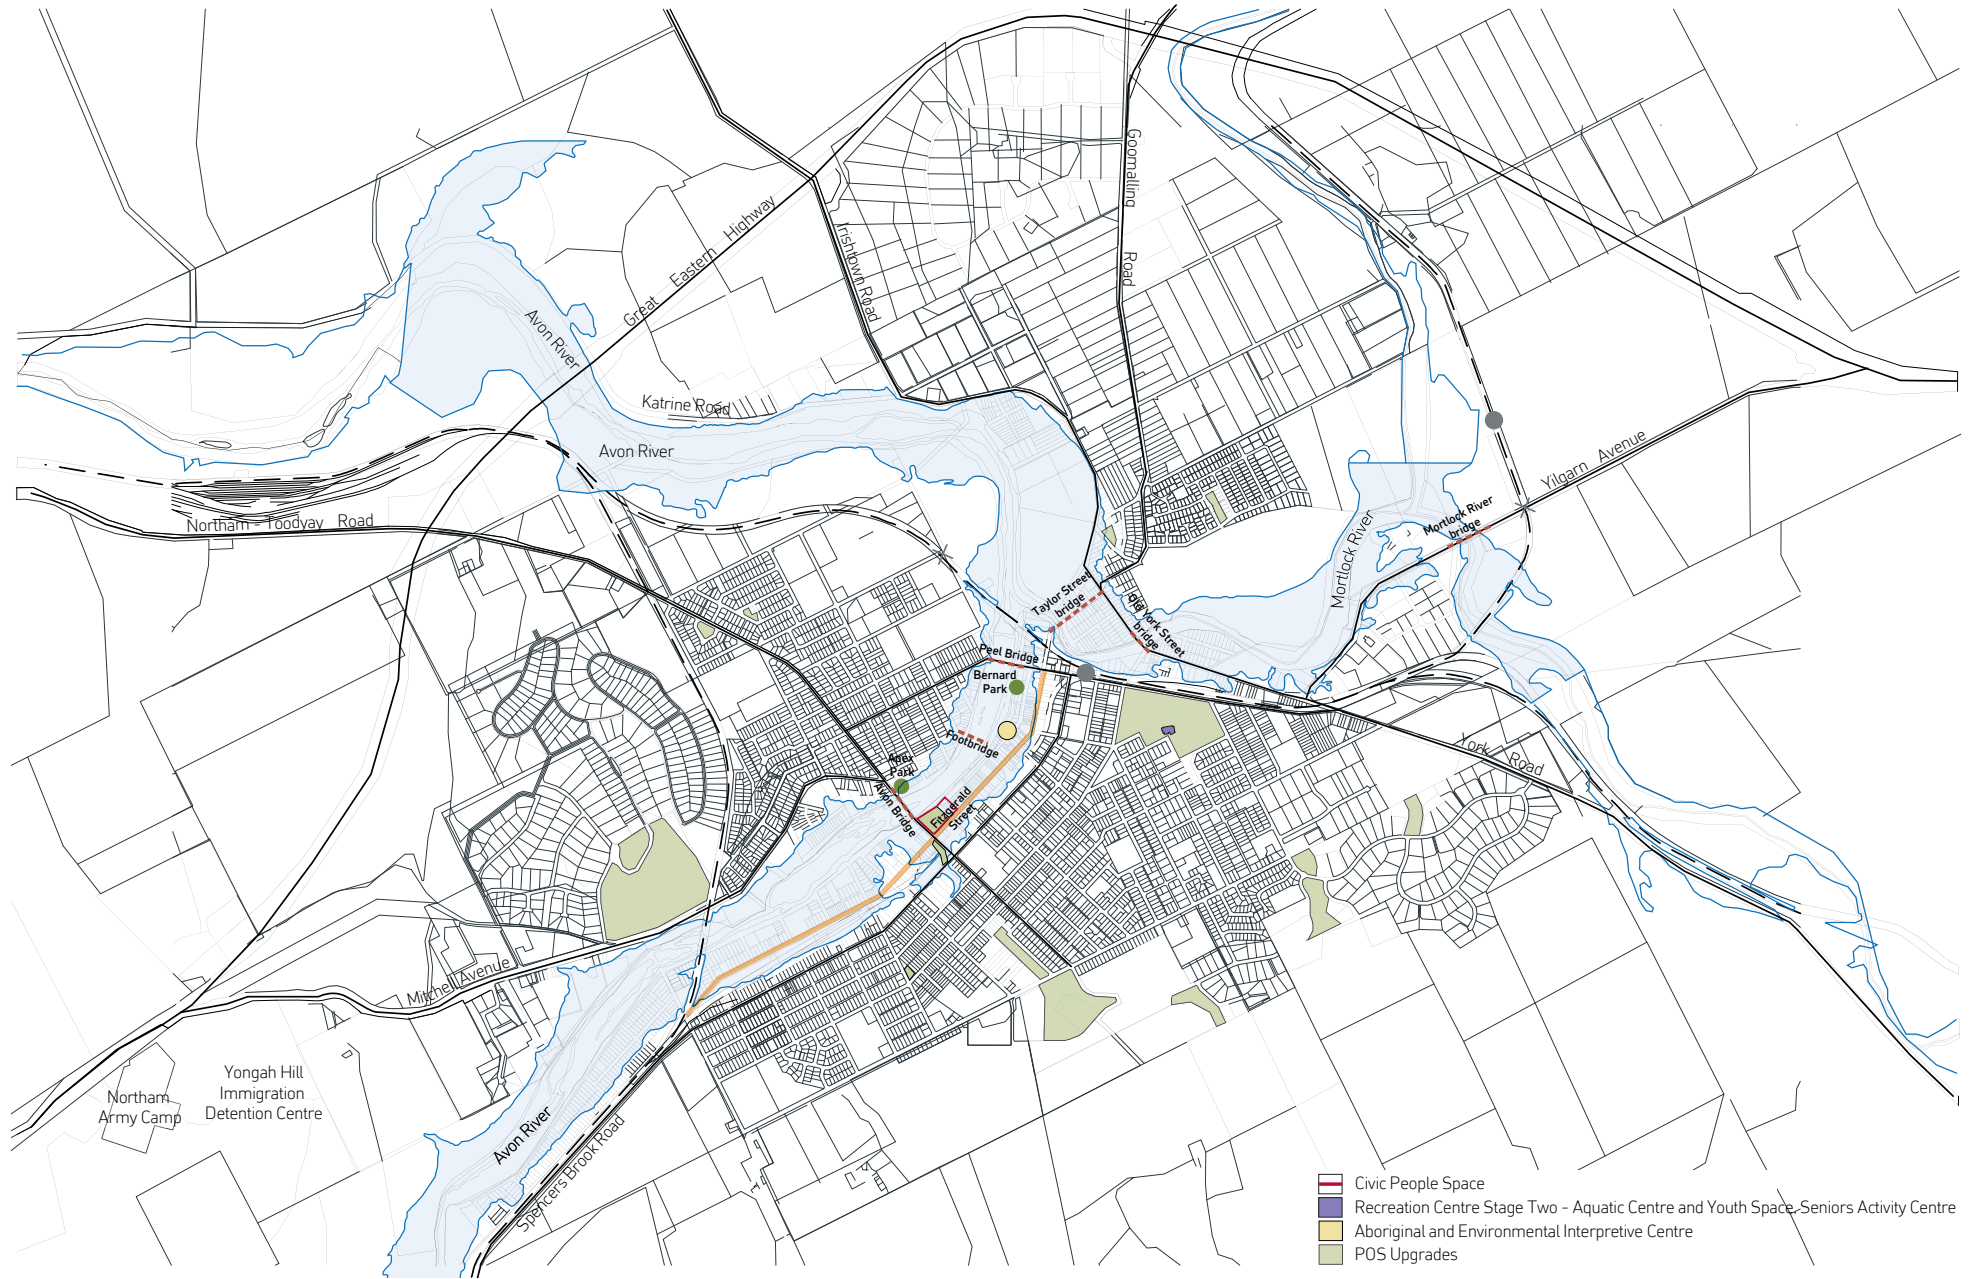 Goomalling Road
Irishtown Road
Great Eastern Highway
Avon River
Katrine Road
Avon River
Northam - Toodyay Road
Yilgarn Avenue
Mortlock River
bridge
Mortlock River
Taylor Street
bridge
Old York Street
bridge
Peel Bridge
Bernard
Park
Footbridge
Apex
Park
Avon Bridge
Fitzgerald
Street
York Road
Mitchell Avenue
Yongah Hill
Immigration
Detention Centre
Northam
Army Camp
Avon River
Spencers Brook Road
Civic People Space
Recreation Centre Stage Two - Aquatic Centre and Youth Space, Seniors Activity Centre
Aboriginal and Environmental Interpretive Centre
POS Upgrades